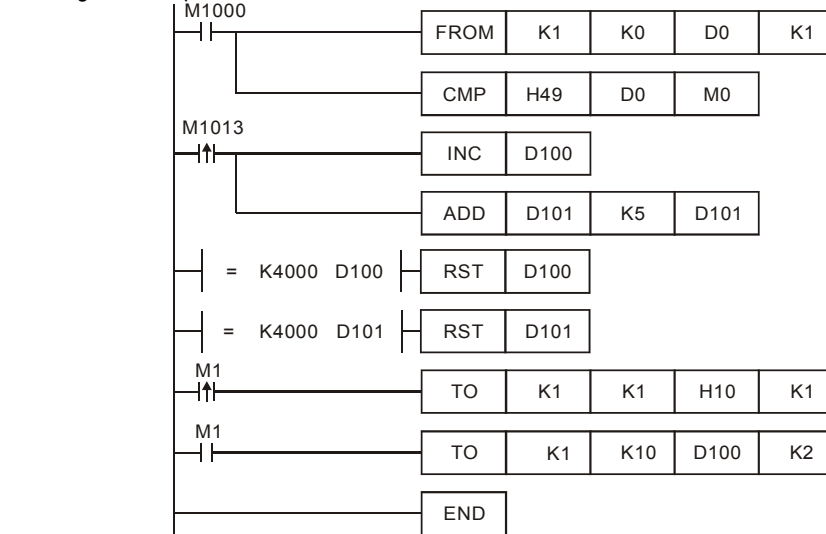 M1000
FROM K1 K0 D0 K1
CMP H49 D0 M0
M1013
INC D100
ADD D101 K5 D101
= K4000 D100 RST D100
= K4000 D101 RST D101
M1
TO K1 K1 H10 K1
M1
TO K1 K10 D100 K2
END